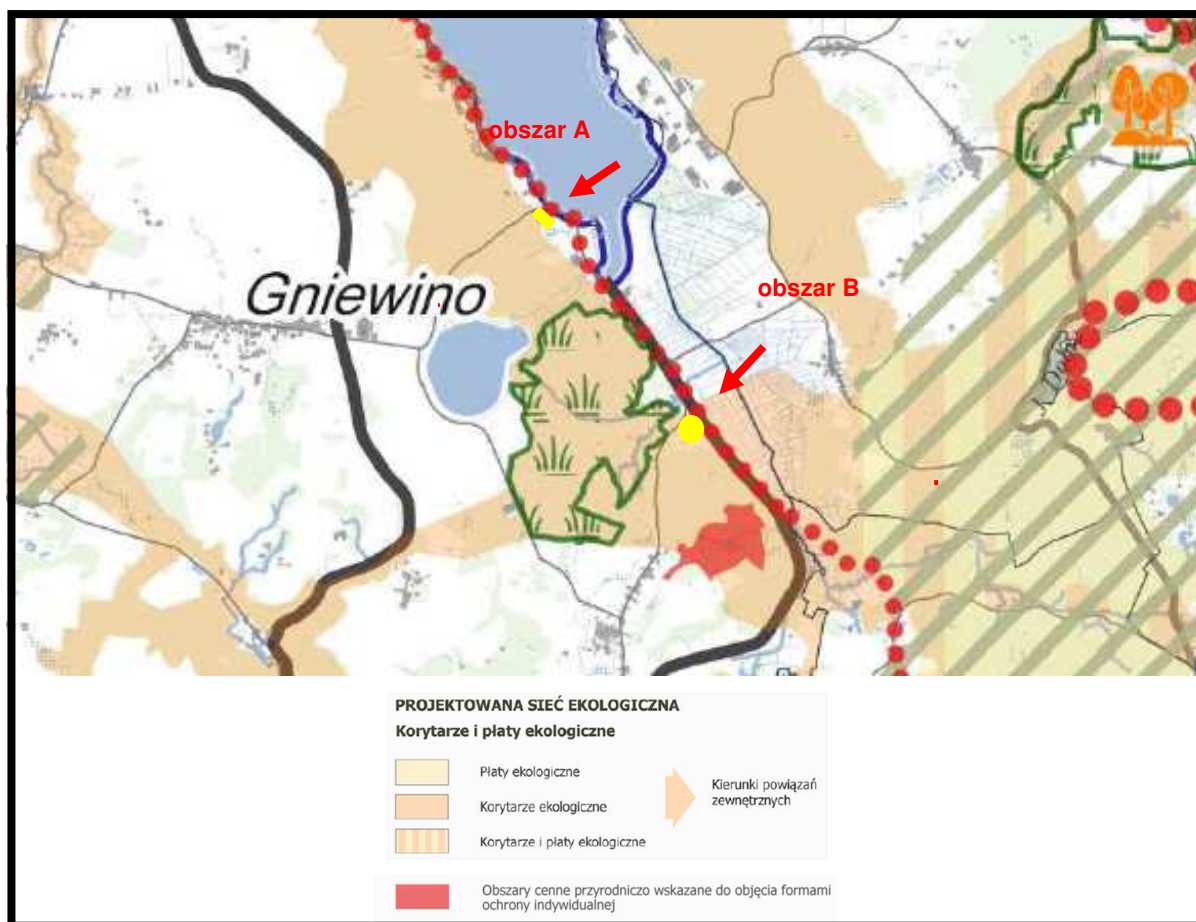 obszar A
obszar B
Gniewino
PROJEKTOWANA SIEĆ EKOLOGICZNA
Korytarze i płaty ekologiczne
Płaty ekologiczne
Korytarze ekologiczne
Korytarze i płaty ekologiczne
Kierunki powiązań
zewnętrznych
Obszary cenne przyrodniczo wskazane do objęcia formami
ochrony indywidualnej